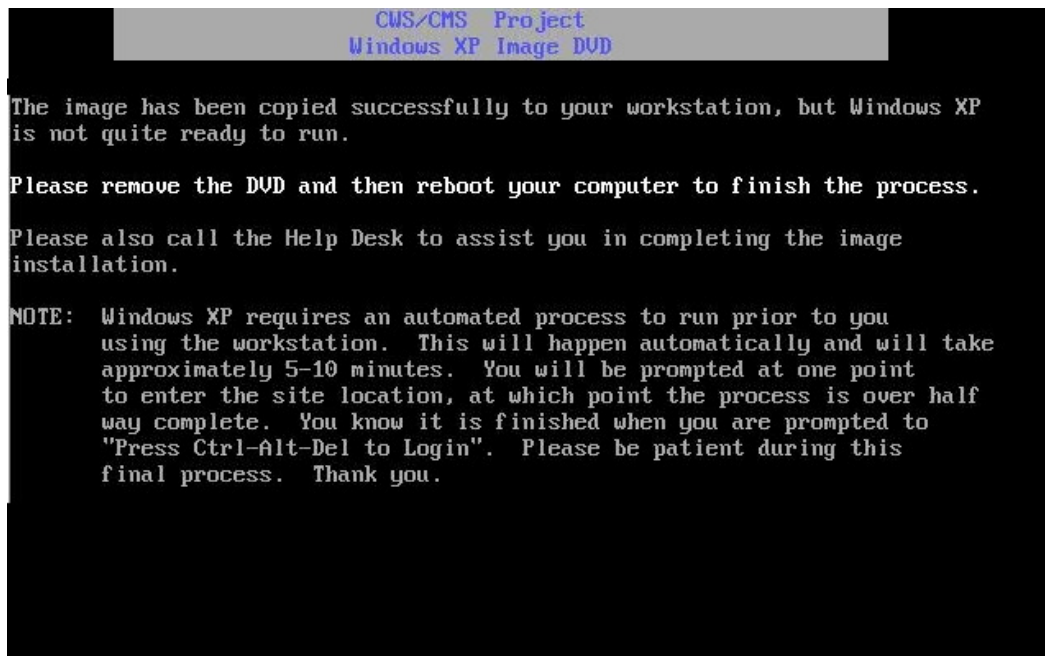 CWS/CMS Project
Windows XP Image DVD
The image has been copied successfully to your workstation, but Windows XP
is not quite ready to run.
Please remove the DVD and then reboot your computer to finish the process.
Please also call the Help Desk to assist you in completing the image
installation.
NOTE: Windows XP requires an automated process to run prior to you
using the workstation. This will happen automatically and will take
approximately 5-10 minutes. You will be prompted at one point
to enter the site location, at which point the process is over half
way complete. You know it is finished when you are prompted to
"Press Ctrl-Alt-Del to Login". Please be patient during this
final process. Thank you.